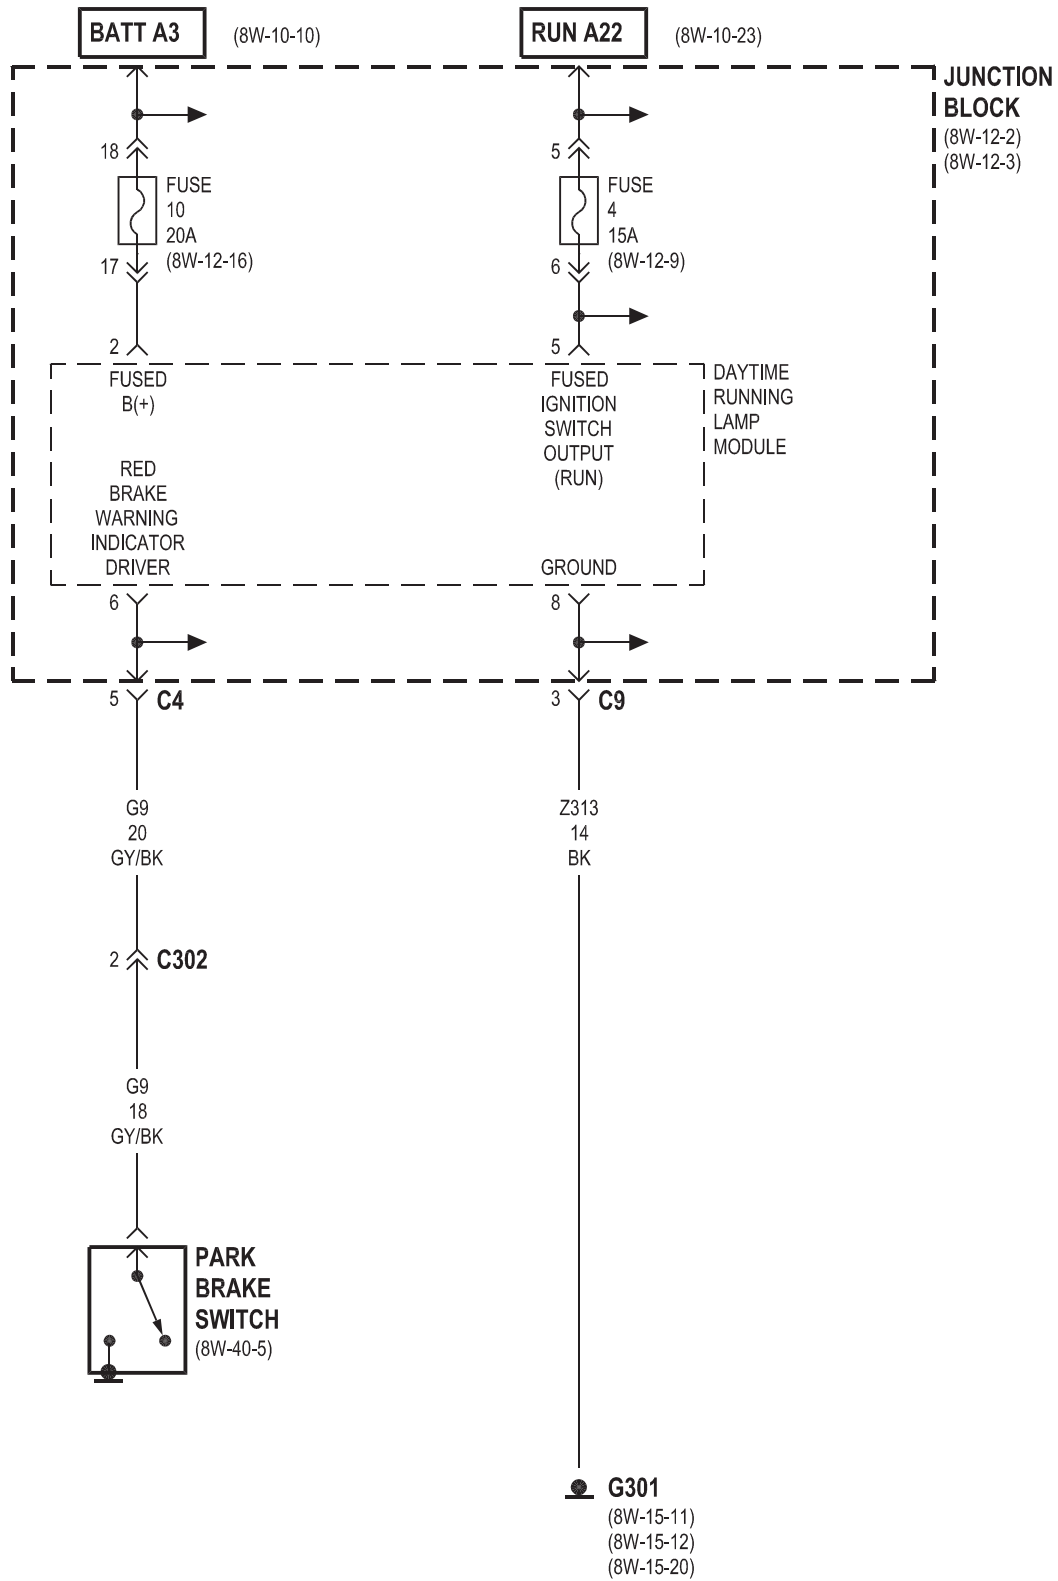 BATT A3
(8W-10-10)
RUN A22
(8W-10-23)
JUNCTION
BLOCK
(8W-12-2)
(8W-12-3)
18
FUSE
10
20A
(8W-12-16)
17
2
5
FUSE
4
15A
(8W-12-9)
6
5
FUSED
B(+)
FUSED
IGNITION
SWITCH
OUTPUT
(RUN)
DAYTIME
RUNNING
LAMP
MODULE
RED
BRAKE
WARNING
INDICATOR
DRIVER
GROUND
6
8
5
C4
3
C9
G9
20
GY/BK
Z313
14
BK
2
C302
G9
18
GY/BK
PARK
BRAKE
SWITCH
(8W-40-5)
G301
(8W-15-11)
(8W-15-12)
(8W-15-20)